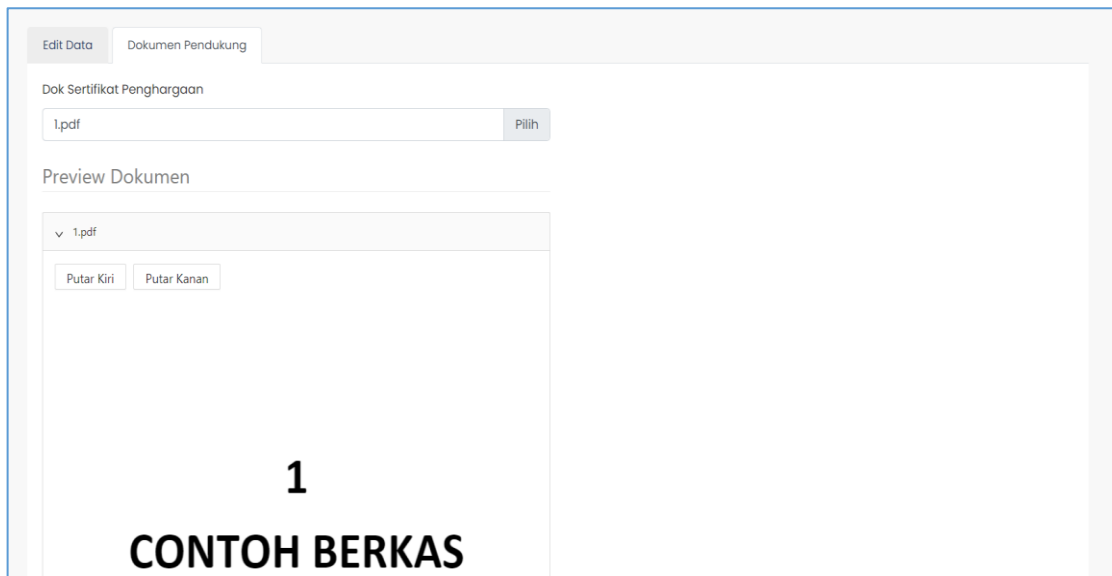 Edit Data Dokumen Pendukung
Dok Sertifikat Penghargaan
1.pdf Pilih
Preview Dokumen
1.pdf
Putar Kiri Putar Kanan
1
CONTOH BERKAS